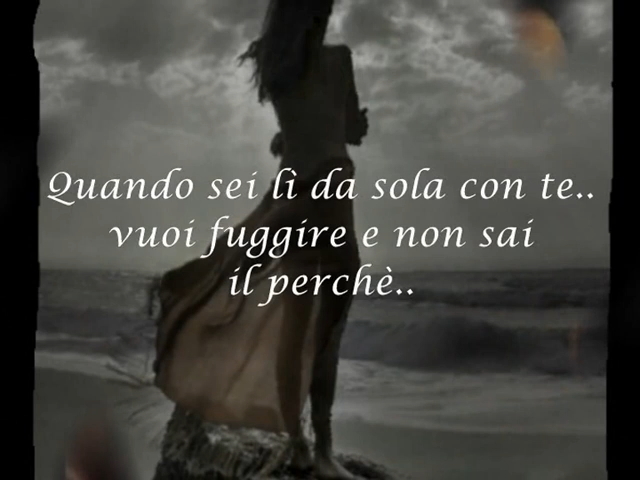 Quando sei lì da sola con te..
vuoi fuggire e non sai
il perchè..